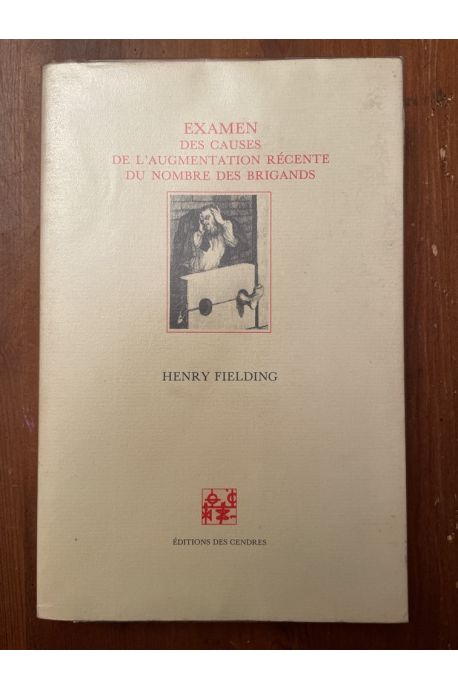 EXAMEN
DES CAUSES
DE L'AUGMENTATION RÉCENTE
DU NOMBRE DES BRIGANDS
HENRY FIELDING
ÉDITIONS DES CENDRES